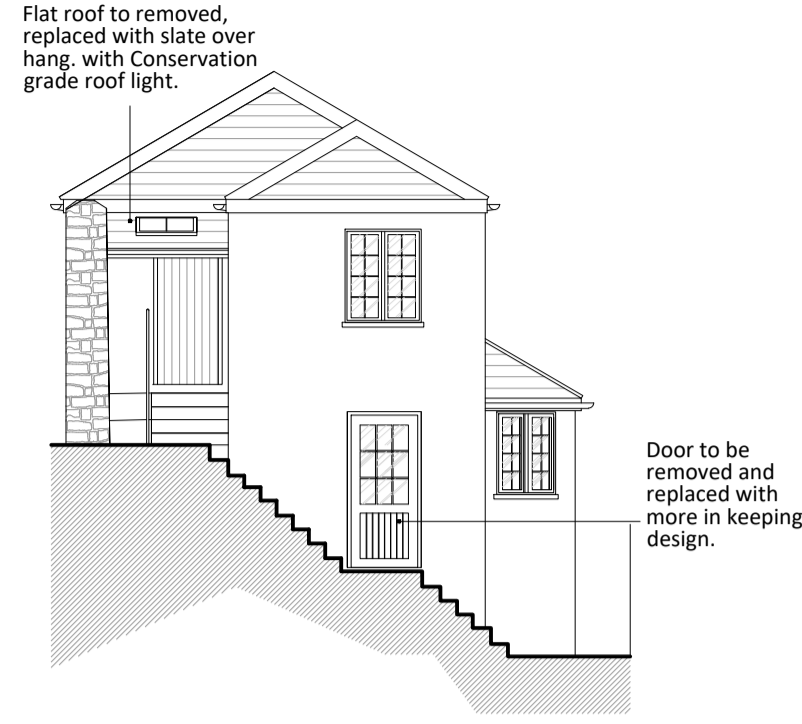 Flat roof to removed,
replaced with slate over
hang. with Conservation
grade roof light.
Door to be
removed and
replaced with
more in keeping
design.